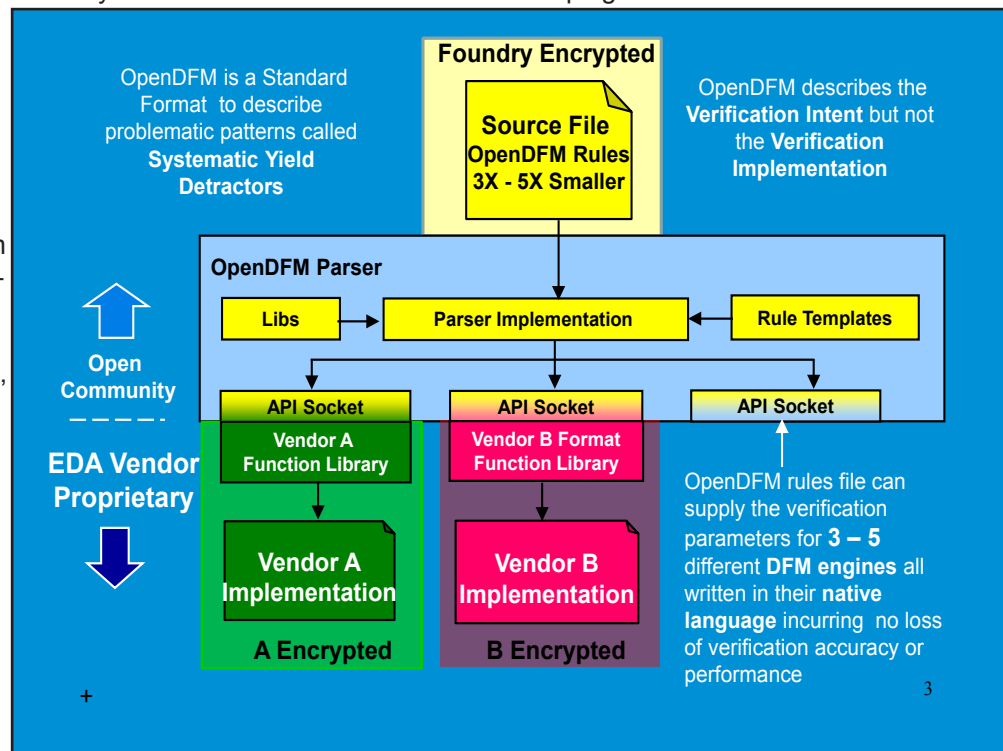 Foundry Encrypted
OpenDFM is a Standard
Format to describe
problematic patterns called
Systematic Yield
Detractors
Source File
OpenDFM Rules
3X - 5X Smaller
OpenDFM describes the
Verification Intent but not
the Verification
Implementation
OpenDFM Parser
Libs
Parser Implementation
Rule Templates
Open
Community
API Socket
API Socket
API Socket
EDA Vendor
Proprietary
Vendor A
Function Library
Vendor B Format
Function Library
Vendor A
Implementation
Vendor B
Implementation
A Encrypted
B Encrypted
OpenDFM rules file can
supply the verification
parameters for 3 – 5
different DFM engines all
written in their native
language incurring no loss
of verification accuracy or
performance
+
3